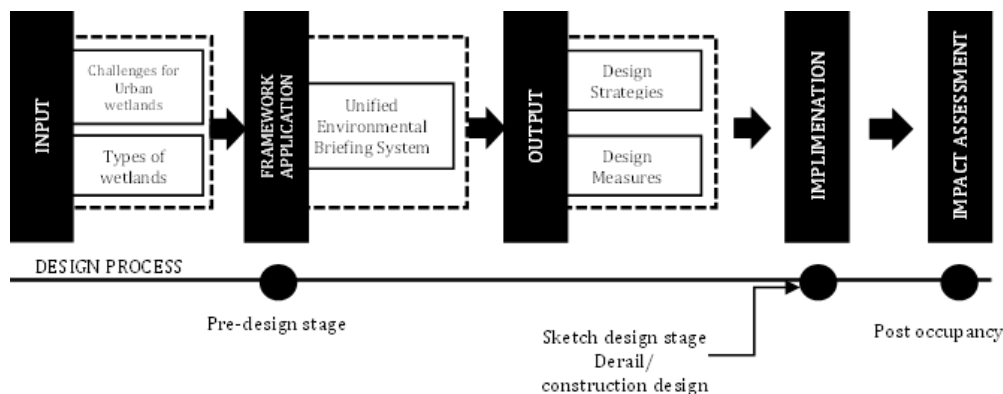 INPUT
Challenges for
Urban
wetlands
Types of
wetlands
FRAMEWORK
APPLICATION
Unified
Environmental
Briefing System
OUTPUT
Design
Strategies
Design
Measures
IMPLIMENATION
IMPACT ASSESSMENT
DESIGN PROCESS
Pre-design stage
Sketch design stage
Derail/
construction design
Post occupancy